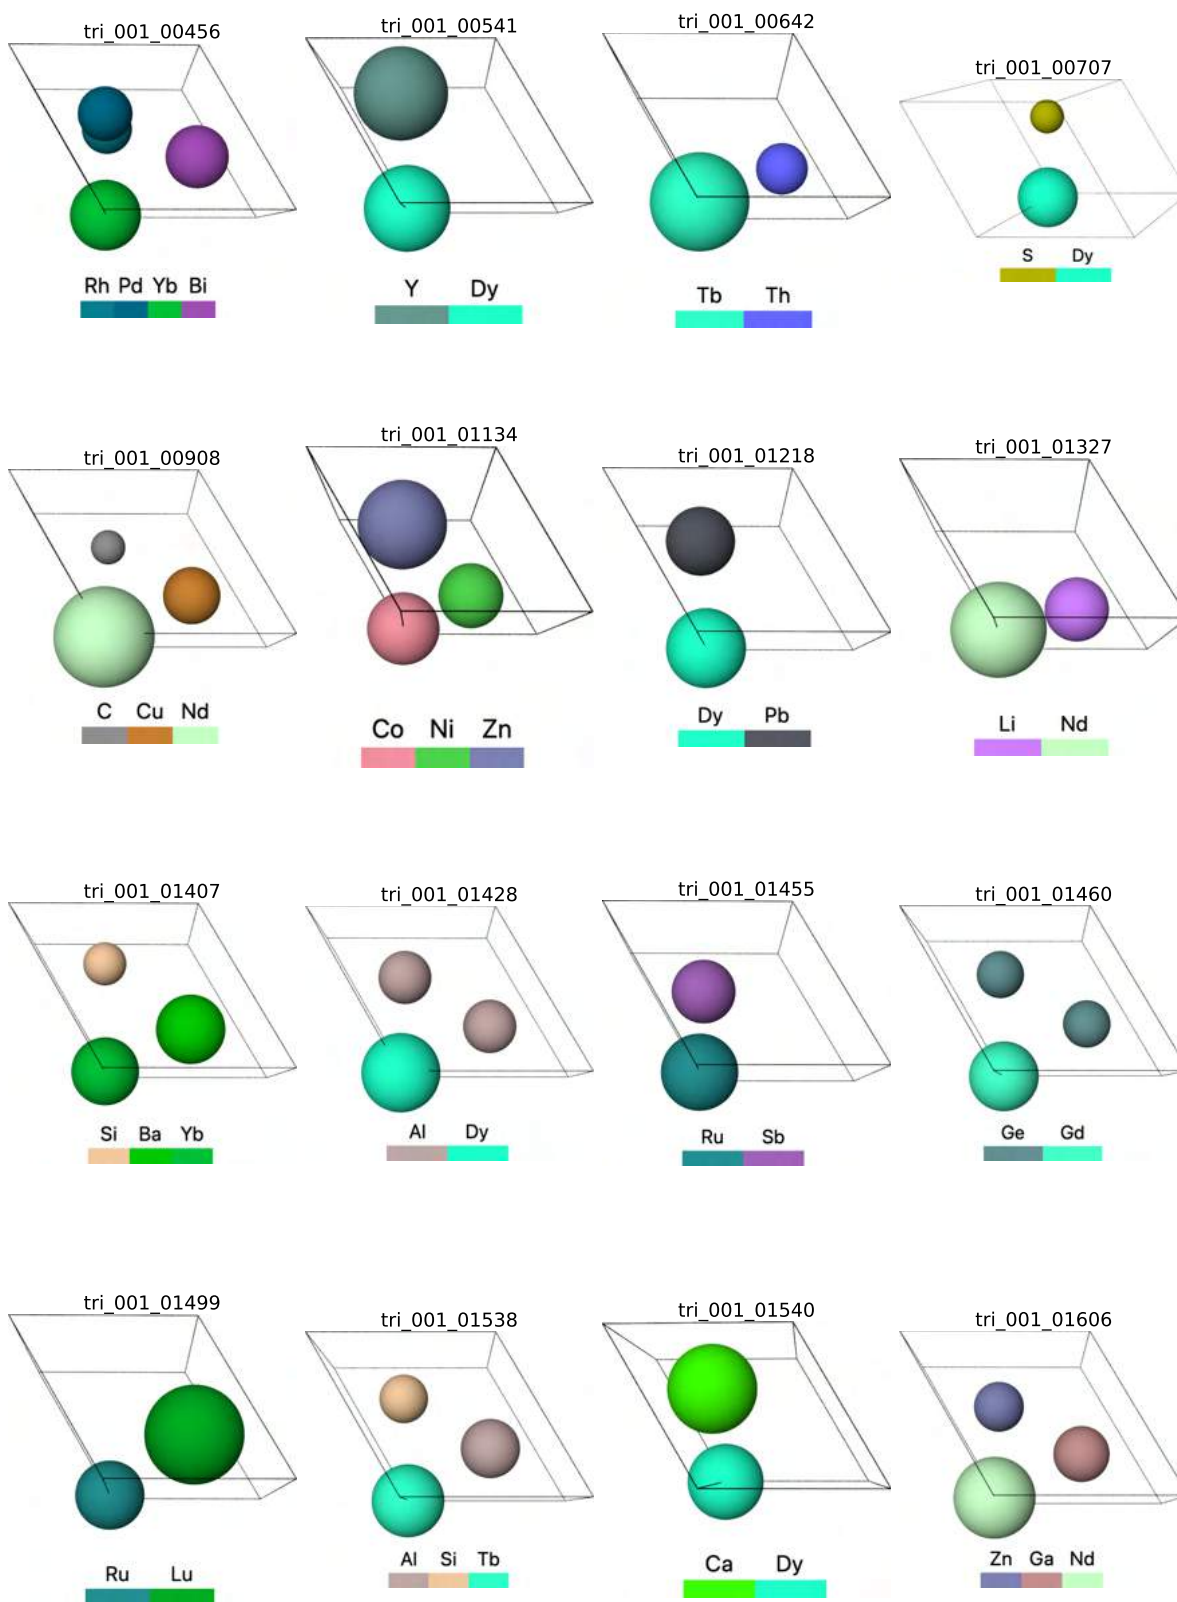 tri_001_00456
tri_001_00541
tri_001_00642
tri_001_00707
Rh Pd Yb Bi
Y Dy
Tb Th
S Dy
tri_001_00908
tri_001_01134
tri_001_01218
tri_001_01327
C Cu Nd
Co Ni Zn
Dy Pb
Li Nd
tri_001_01407
tri_001_01428
tri_001_01455
tri_001_01460
Si Ba Yb
Al Dy
Ru Sb
Ge Gd
tri_001_01499
tri_001_01538
tri_001_01540
tri_001_01606
Ru Lu
Al Si Tb
Ca Dy
Zn Ga Nd